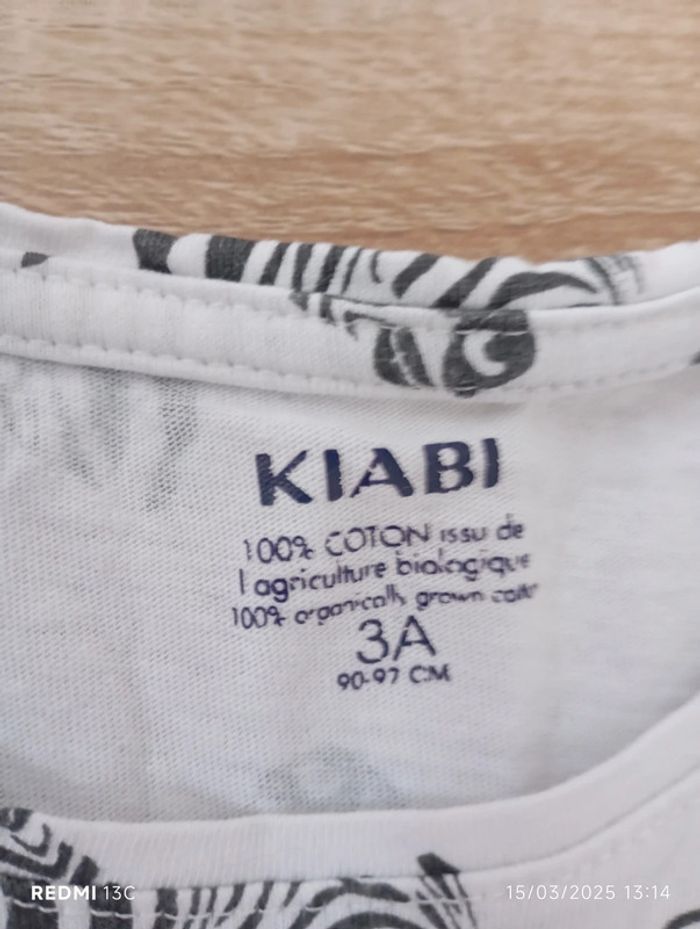 KIABI
100% COTON issu de
l agriculture biologique
100% organically grown cotton
3A
90-97 CM
REDMI 13C
15/03/2025 13:14